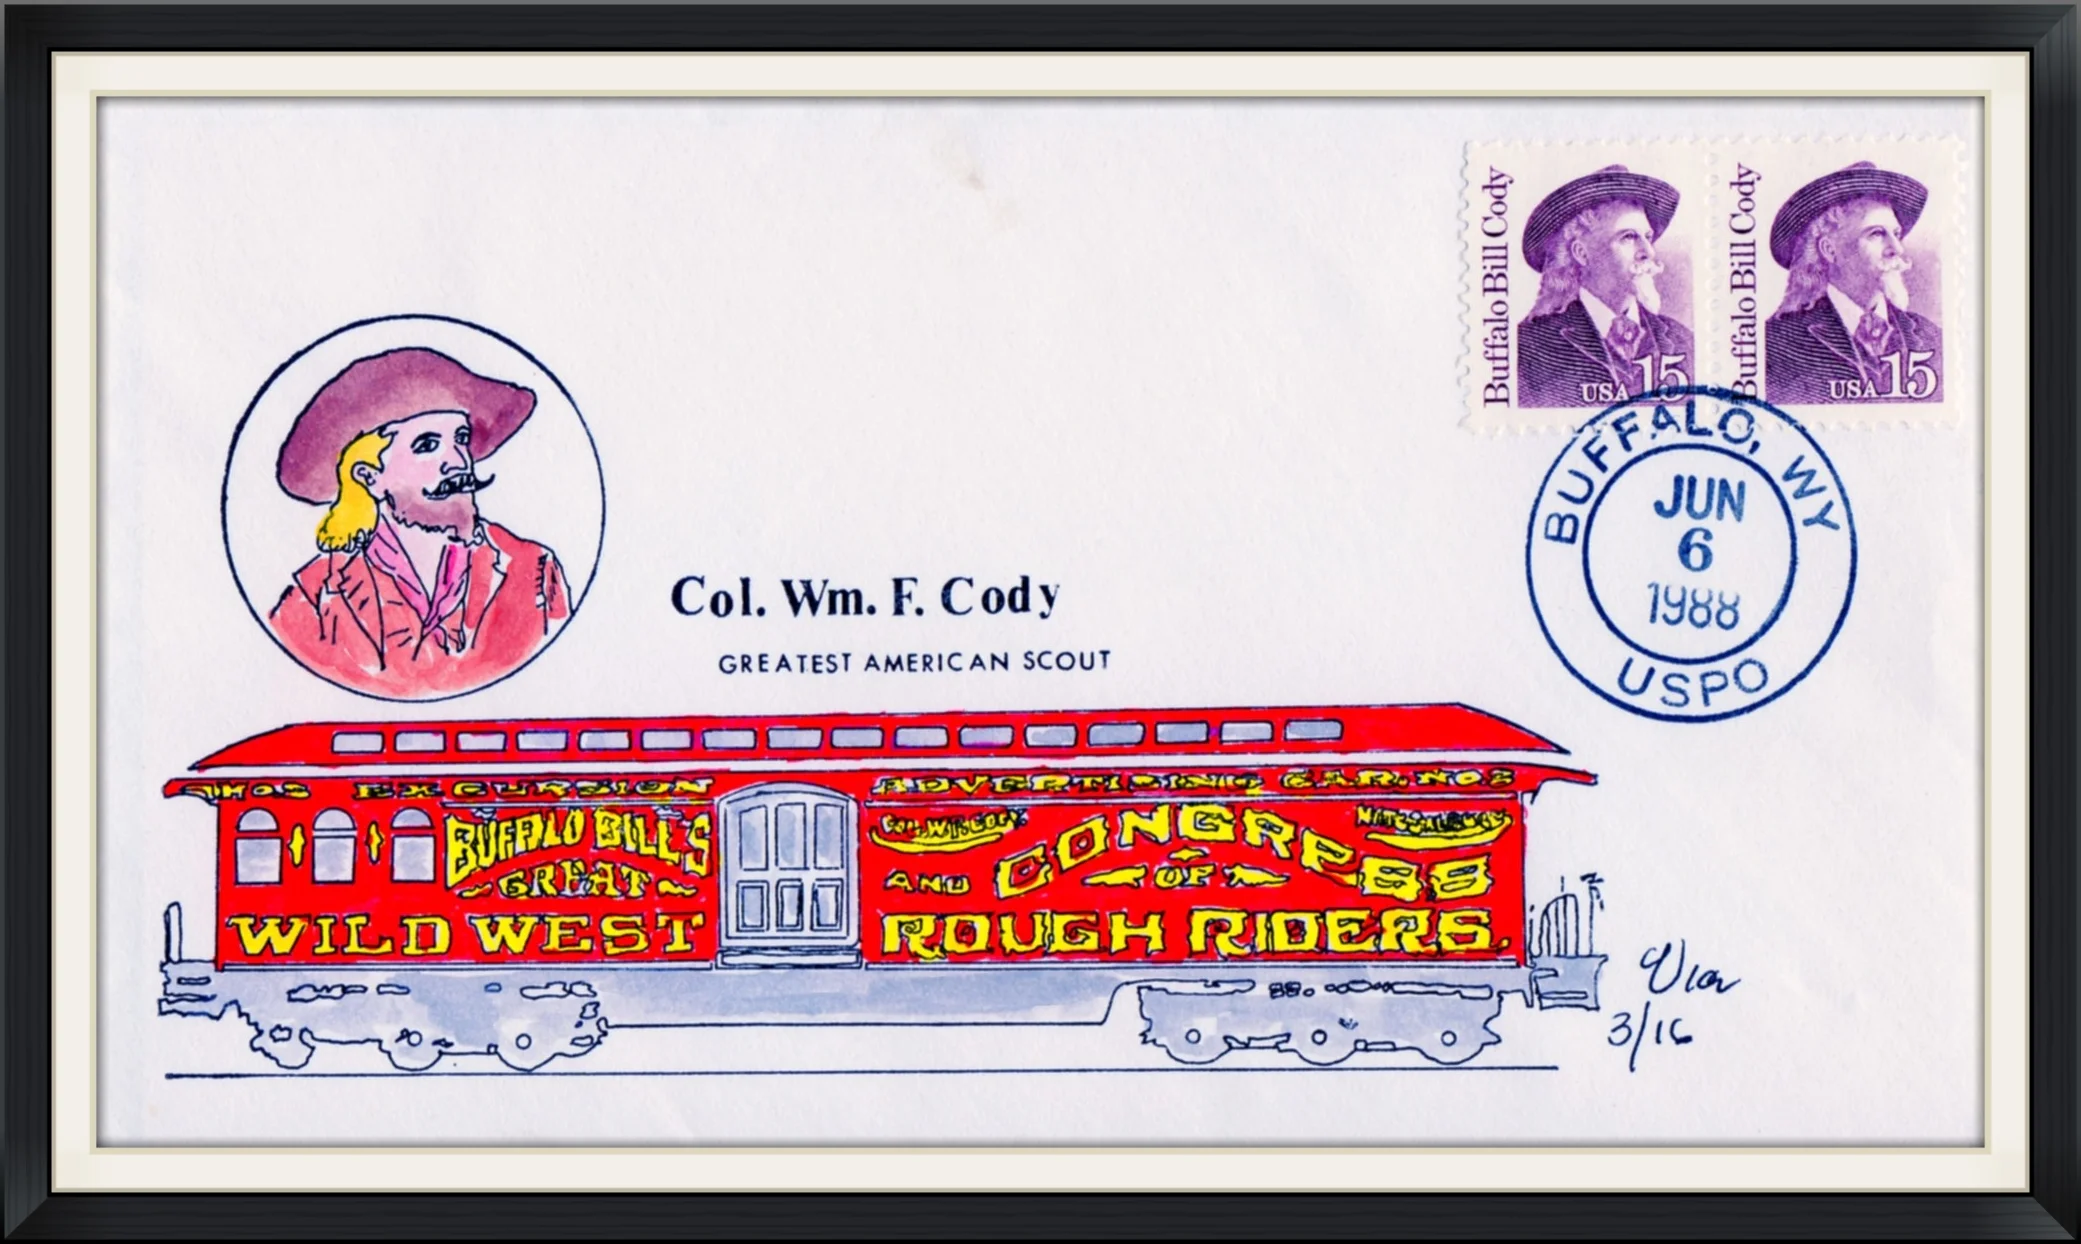 Buffalo Bill Cody
USA 15
Buffalo Bill Cody
USA 15
BUFFALO, WY
JUN
6
1988
USPO
Col. Wm. F. Cody
GREATEST AMERICAN SCOUT
EXCURSION
ADVERTISING CAR. NO. 2
BUFFALO BILL'S
GREAT
WILD WEST
COL. W. F. CODY
AND CONGRESS
OF
ROUGH RIDERS.
3/16